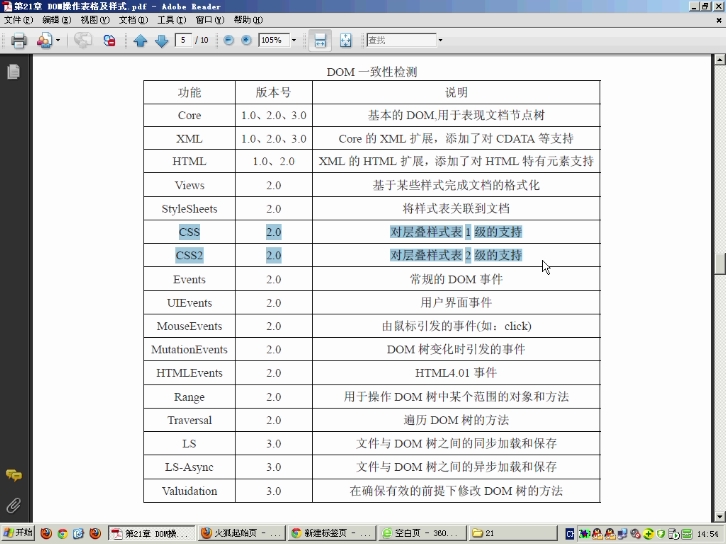 第21章 DOM操作表格及样式.pdf - Adobe Reader
文件(F) 编辑(E) 视图(V) 文档(D) 工具(T) 窗口(W) 帮助(H)
5 / 10 105% 查找
DOM 一致性检测
功能 版本号 说明
Core 1.0、2.0、3.0 基本的 DOM,用于表现文档节点树
XML 1.0、2.0、3.0 Core 的 XML 扩展，添加了对 CDATA 等支持
HTML 1.0、2.0 XML 的 HTML 扩展，添加了对 HTML 特有元素支持
Views 2.0 基于某些样式完成文档的格式化
StyleSheets 2.0 将样式表关联到文档
CSS 2.0 对层叠样式表 1 级的支持
CSS2 2.0 对层叠样式表 2 级的支持
Events 2.0 常规的 DOM 事件
UIEvents 2.0 用户界面事件
MouseEvents 2.0 由鼠标引发的事件(如：click)
MutationEvents 2.0 DOM 树变化时引发的事件
HTMLEvents 2.0 HTML4.01 事件
Range 2.0 用于操作 DOM 树中某个范围的对象和方法
Traversal 2.0 遍历 DOM 树的方法
LS 3.0 文件与 DOM 树之间的同步加载和保存
LS-Async 3.0 文件与 DOM 树之间的异步加载和保存
Valuidation 3.0 在确保有效的前提下修改 DOM 树的方法
开始 第21章 DOM操... 火狐起始页 - ... 新建标签页 - ... 空白页 - 360... 21 14:54